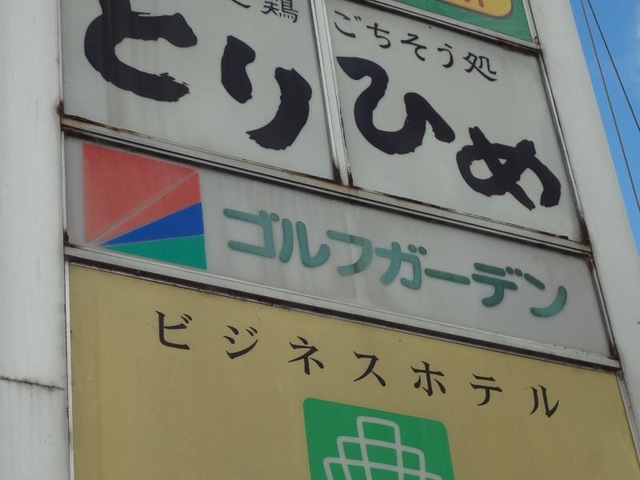 鶏
ごちそう処
とりひめ
ゴルフガーデン
ビジネスホテル